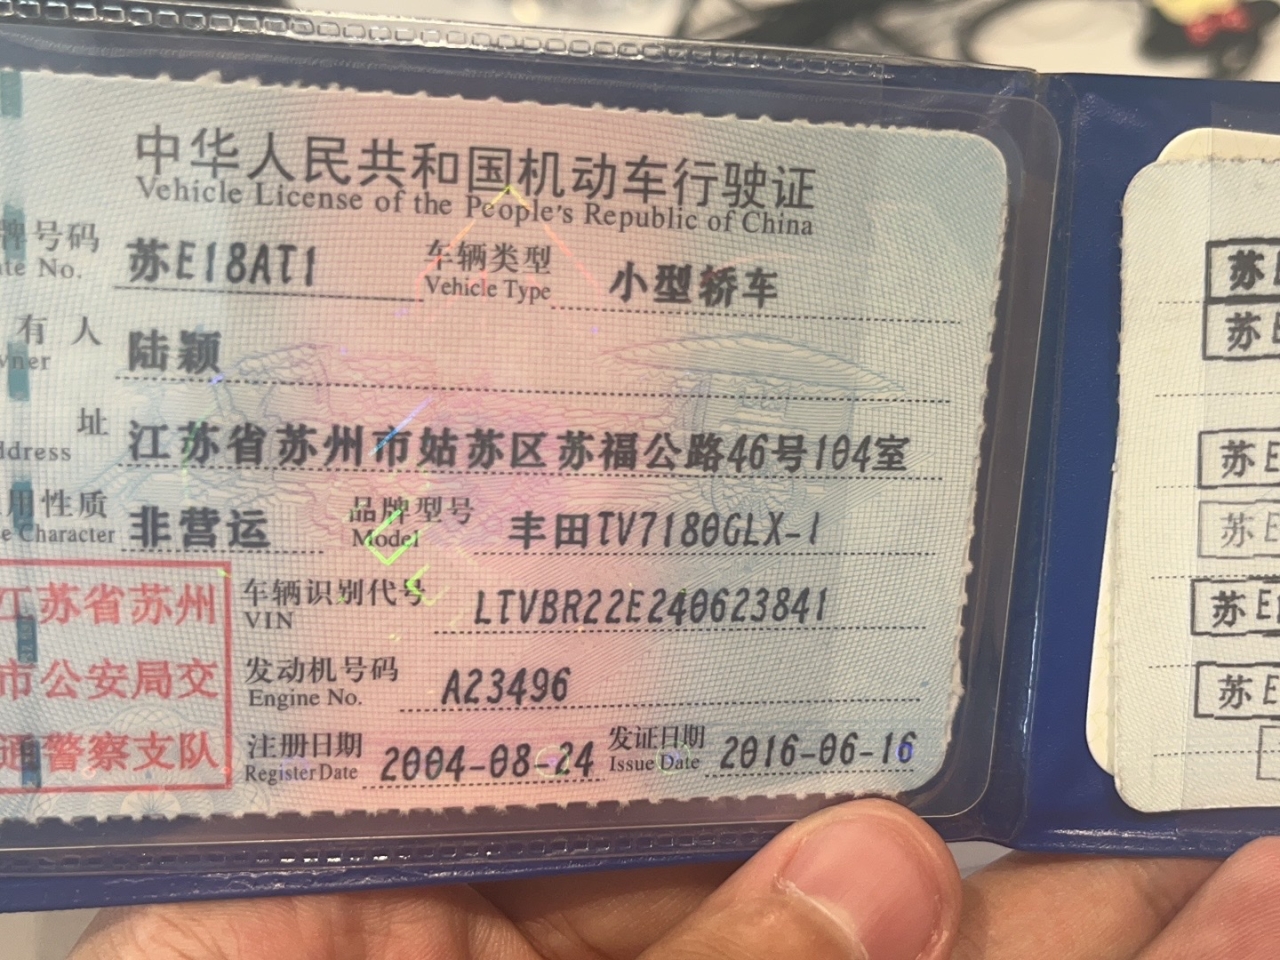 中华人民共和国机动车行驶证
Vehicle License of the People's Republic of China
牌号码 苏E18AT1 车辆类型 小型轿车
ate No. Vehicle Type
有人 陆颖
wner
址 江苏省苏州市姑苏区苏福公路46号104室
ddress
用性质 非营运 品牌型号 丰田TV7180GLX-1
e Character Model
江苏省苏州
市公安局交
通警察支队
车辆识别代号 LTVBR22E240623841
VIN
发动机号码 A23496
Engine No.
注册日期 2004-08-24 发证日期 2016-06-16
Register Date Issue Date
苏E
苏
苏E
苏E
苏E
苏E